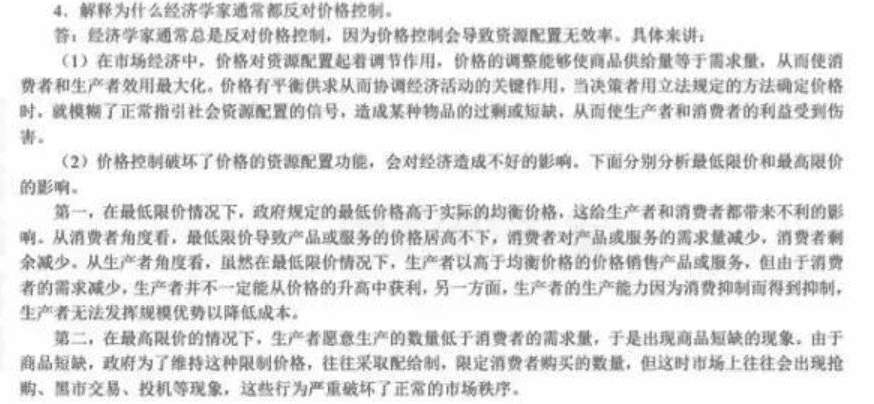 4．解释为什么经济学家通常都反对价格控制。
答：经济学家通常总是反对价格控制，因为价格控制会导致资源配置无效率。具体来讲：
（1）在市场经济中，价格对资源配置起着调节作用，价格的调整能够使商品供给量等于需求量，从而使消
费者和生产者效用最大化。价格有平衡供求从而协调经济活动的关键作用，当决策者用立法规定的方法确定价格
时，就模糊了正常指引社会资源配置的信号，造成某种物品的过剩或短缺，从而使生产者和消费者的利益受到伤
害。
（2）价格控制破坏了价格的资源配置功能，会对经济造成不好的影响。下面分别分析最低限价和最高限价
的影响。
第一，在最低限价情况下，政府规定的最低价格高于实际的均衡价格，这给生产者和消费者都带来不利的影
响。从消费者角度看，最低限价导致产品或服务的价格居高不下，消费者对产品或服务的需求量减少，消费者剩
余减少。从生产者角度看，虽然在最低限价情况下，生产者以高于均衡价格的价格销售产品或服务，但由于消费
者的需求减少，生产者并不一定能从价格的升高中获利，另一方面，生产者的生产能力因为消费抑制而得到抑制，
生产者无法发挥规模优势以降低成本。
第二，在最高限价的情况下，生产者愿意生产的数量低于消费者的需求量，于是出现商品短缺的现象。由于
商品短缺，政府为了维持这种限制价格，往往采取配给制，限定消费者购买的数量，但这时市场上往往会出现抢
购、黑市交易、投机等现象，这些行为严重破坏了正常的市场秩序。